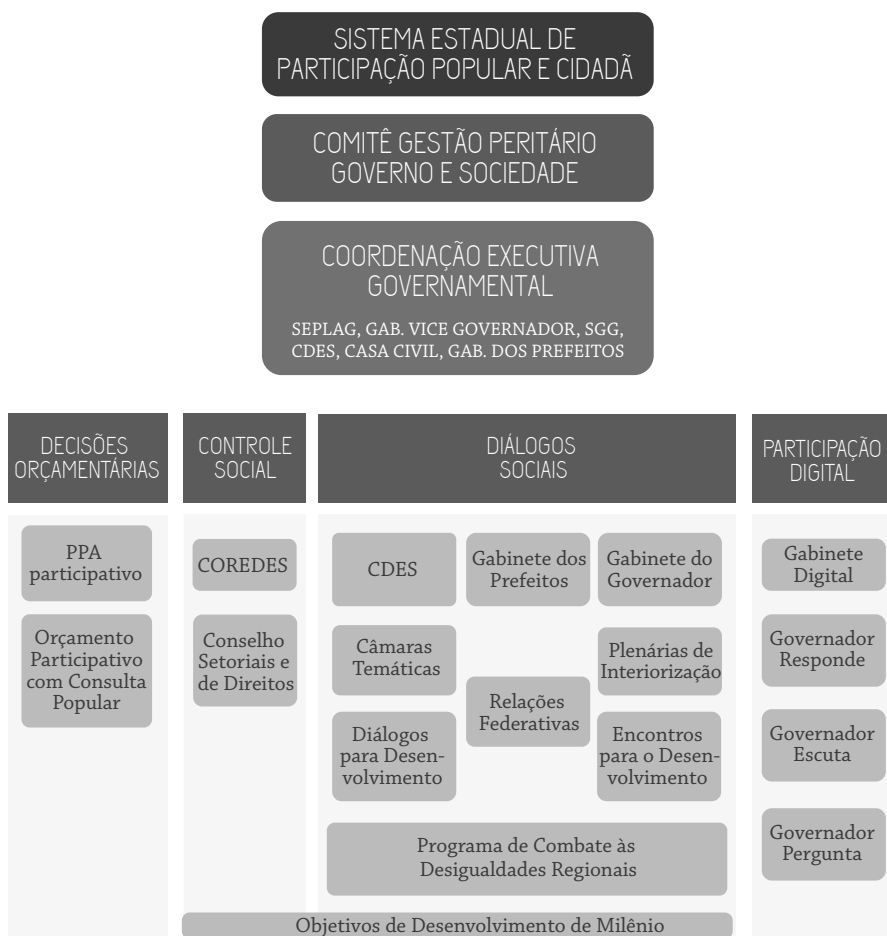 SISTEMA ESTADUAL DE
PARTICIPAÇÃO POPULAR E CIDADÃ
COMITÊ GESTÃO PERITÁRIO
GOVERNO E SOCIEDADE
COORDENAÇÃO EXECUTIVA
GOVERNAMENTAL
SEPLAG, GAB. VICE GOVERNADOR, SGG,
CDES, CASA CIVIL, GAB. DOS PREFEITOS
DECISÕES
ORÇAMENTÁRIAS
PPA
participativo
Orçamento
Participativo
com Consulta
Popular
CONTROLE
SOCIAL
COREDES
Conselho
Setoriais e
de Direitos
DIÁLOGOS
SOCIAIS
CDES
Câmaras
Temáticas
Diálogos
para Desen-
volvimento
Gabinete dos
Prefeitos
Relações
Federativas
Gabinete do
Governador
Plenárias de
Interiorização
Encontros
para o Desen-
volvimento
Programa de Combate às
Desigualdades Regionais
Objetivos de Desenvolvimento de Milênio
PARTICIPAÇÃO
DIGITAL
Gabinete
Digital
Governador
Responde
Governador
Escuta
Governador
Pergunta